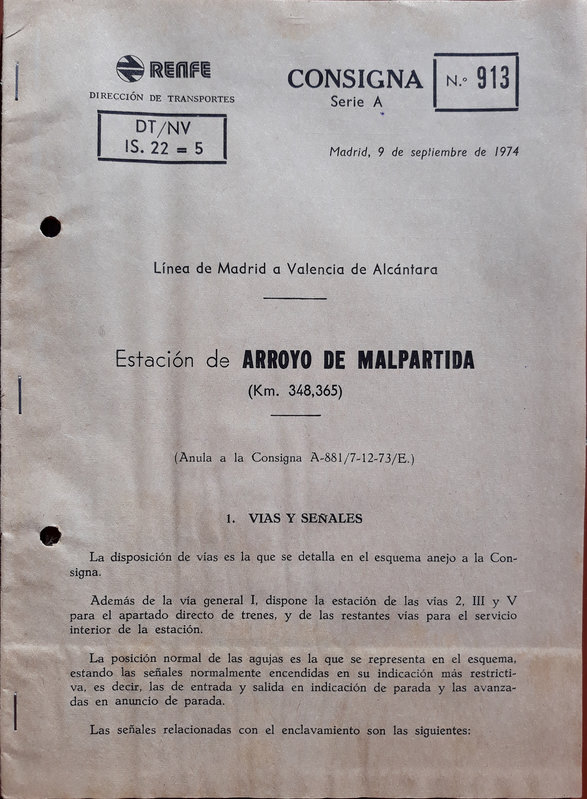 RENFE
DIRECCIÓN DE TRANSPORTES
DT/NV
IS. 22 = 5
CONSIGNA
Serie A
N.º 913
Madrid, 9 de septiembre de 1974
Línea de Madrid a Valencia de Alcántara
Estación de ARROYO DE MALPARTIDA
(Km. 348,365)
(Anula a la Consigna A-881/7-12-73/E.)
1. VIAS Y SEÑALES
La disposición de vías es la que se detalla en el esquema anejo a la Con-
signa.
Además de la vía general I, dispone la estación de las vías 2, III y V
para el apartado directo de trenes, y de las restantes vías para el servicio
interior de la estación.
La posición normal de las agujas es la que se representa en el esquema,
estando las señales normalmente encendidas en su indicación más restricti-
va, es decir, las de entrada y salida en indicación de parada y las avanza-
das en anuncio de parada.
Las señales relacionadas con el enclavamiento son las siguientes: